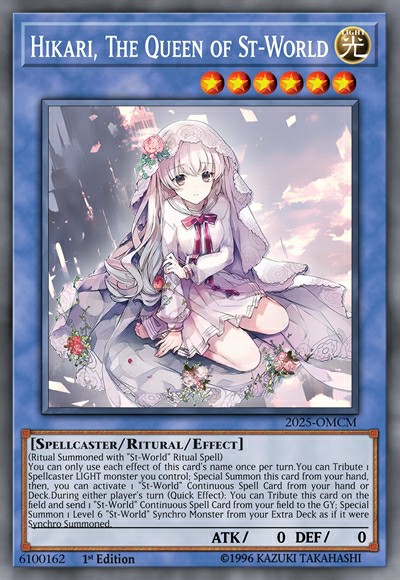 HIKARI, THE QUEEN OF ST-WORLD
LIGHT
光
2025-OMCM
[SPELLCASTER/RITURAL/EFFECT]
(Ritual Summoned with "St-World" Ritual Spell)
You can only use each effect of this card's name once per turn.You can Tribute 1
Spellcaster LIGHT monster you control; Special Summon this card from your hand,
then, you can activate 1 "St-World" Continuous Spell Card from your hand or
Deck.During either player's turn (Quick Effect): You can Tribute this card on the
field and send 1 "St-World" Continuous Spell Card from your field to the GY; Special
Summon 1 Level 6 "St-World" Synchro Monster from your Extra Deck as if it were
Synchro Summoned.
ATK/ 0 DEF/ 0
6100162 1st Edition ©1996 KAZUKI TAKAHASHI